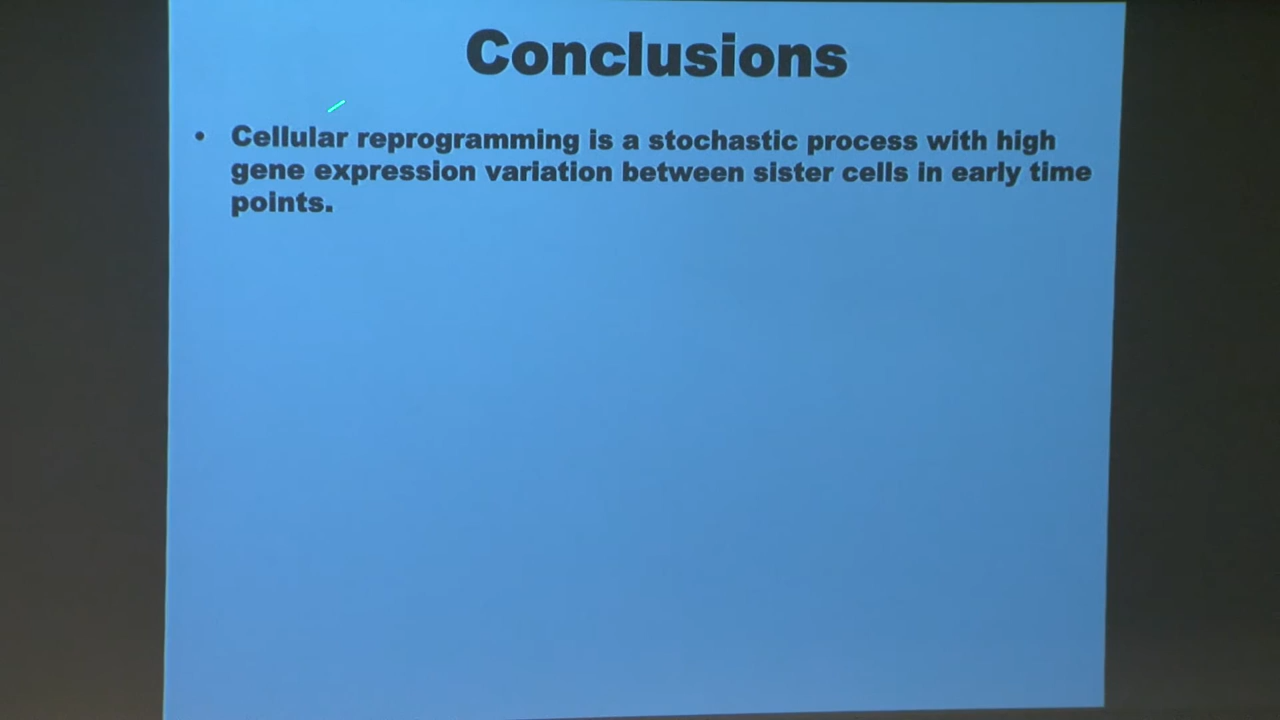 Conclusions
• Cellular reprogramming is a stochastic process with high
gene expression variation between sister cells in early time
points.